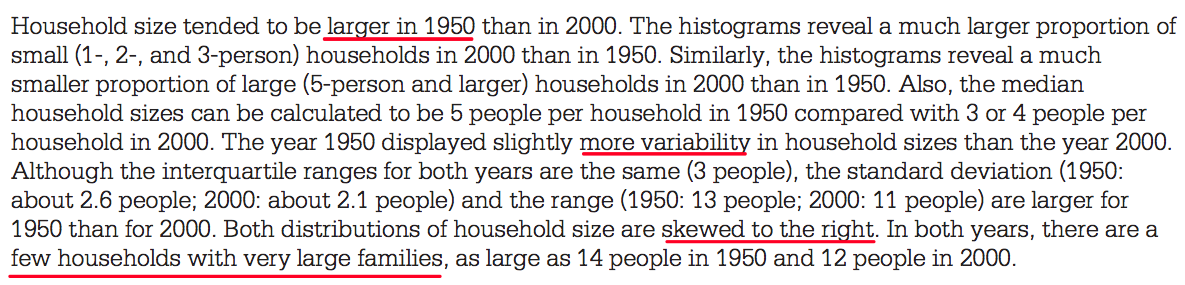 Household size tended to be larger in 1950 than in 2000. The histograms reveal a much larger proportion of
small (1-, 2-, and 3-person) households in 2000 than in 1950. Similarly, the histograms reveal a much
smaller proportion of large (5-person and larger) households in 2000 than in 1950. Also, the median
household sizes can be calculated to be 5 people per household in 1950 compared with 3 or 4 people per
household in 2000. The year 1950 displayed slightly more variability in household sizes than the year 2000.
Although the interquartile ranges for both years are the same (3 people), the standard deviation (1950:
about 2.6 people; 2000: about 2.1 people) and the range (1950: 13 people; 2000: 11 people) are larger for
1950 than for 2000. Both distributions of household size are skewed to the right. In both years, there are a
few households with very large families, as large as 14 people in 1950 and 12 people in 2000.